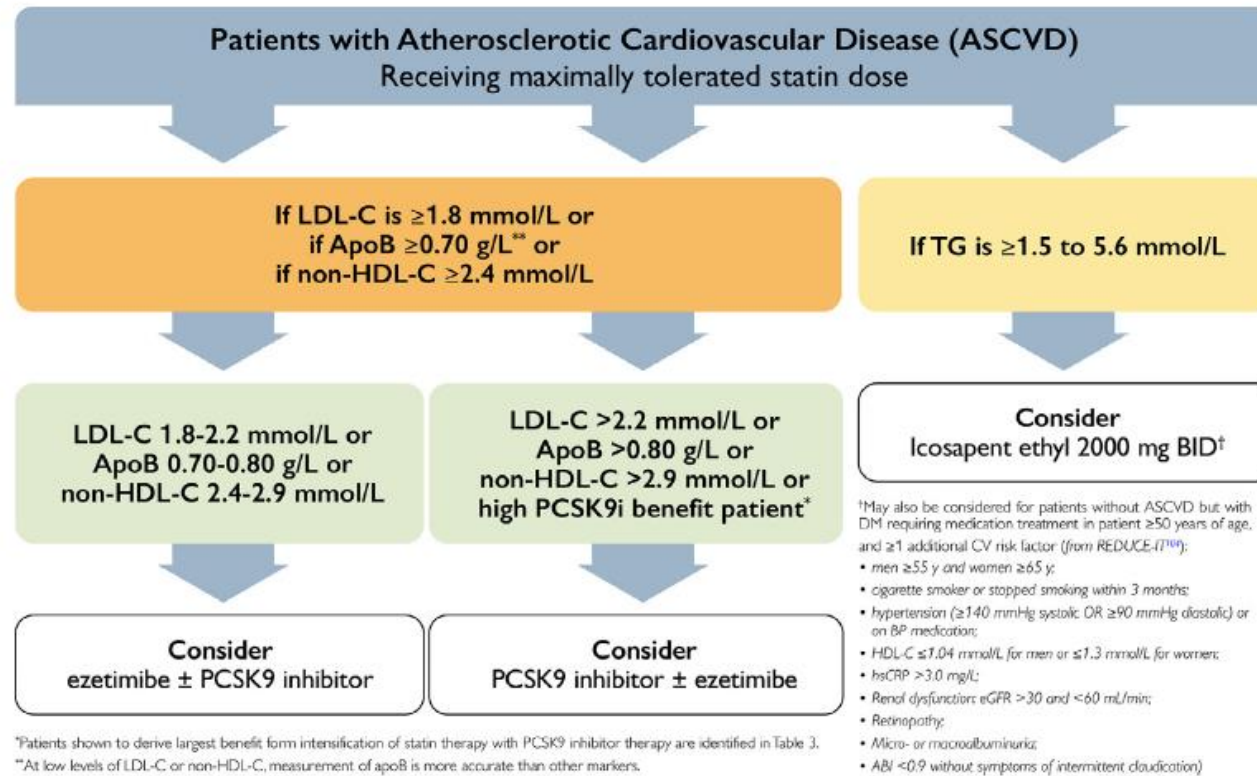 Patients with Atherosclerotic Cardiovascular Disease (ASCVD)
Receiving maximally tolerated statin dose
If LDL-C is ≥1.8 mmol/L or
if ApoB ≥0.70 g/L** or
if non-HDL-C ≥2.4 mmol/L
If TG is ≥1.5 to 5.6 mmol/L
LDL-C 1.8-2.2 mmol/L or
ApoB 0.70-0.80 g/L or
non-HDL-C 2.4-2.9 mmol/L
LDL-C >2.2 mmol/L or
ApoB >0.80 g/L or
non-HDL-C >2.9 mmol/L or
high PCSK9i benefit patient*
Consider
Icosapent ethyl 2000 mg BID†
Consider
ezetimibe ± PCSK9 inhibitor
Consider
PCSK9 inhibitor ± ezetimibe
†May also be considered for patients without ASCVD but with
DM requiring medication treatment in patient ≥50 years of age,
and ≥1 additional CV risk factor (from REDUCE-IT¹⁰⁴):
• men ≥55 y and women ≥65 y;
• cigarette smoker or stopped smoking within 3 months;
• hypertension (≥140 mmHg systolic OR ≥90 mmHg diastolic) or
on BP medication;
• HDL-C ≤1.04 mmol/L for men or ≤1.3 mmol/L for women;
• hsCRP >3.0 mg/L;
• Renal dysfunction: eGFR >30 and <60 mL/min;
• Retinopathy;
• Micro- or macroalbuminuria;
• ABI <0.9 without symptoms of intermittent claudication)
*Patients shown to derive largest benefit form intensification of statin therapy with PCSK9 inhibitor therapy are identified in Table 3.
**At low levels of LDL-C or non-HDL-C, measurement of apoB is more accurate than other markers.